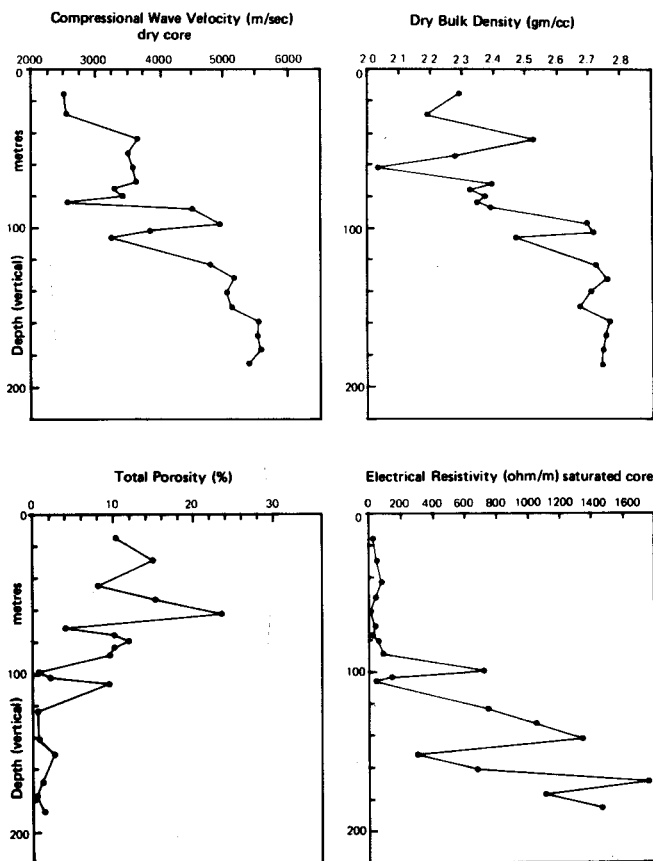 Compressional Wave Velocity (m/sec)
dry core
2000 3000 4000 5000 6000
0
metres
100
Depth (vertical)
200
Dry Bulk Density (gm/cc)
2.0 2.1 2.2 2.3 2.4 2.5 2.6 2.7 2.8
0
100
200
Total Porosity (%)
0 10 20 30
0
metres
100
Depth (vertical)
200
Electrical Resistivity (ohm/m) saturated core
0 200 400 600 800 1000 1200 1400 1600
0
100
200